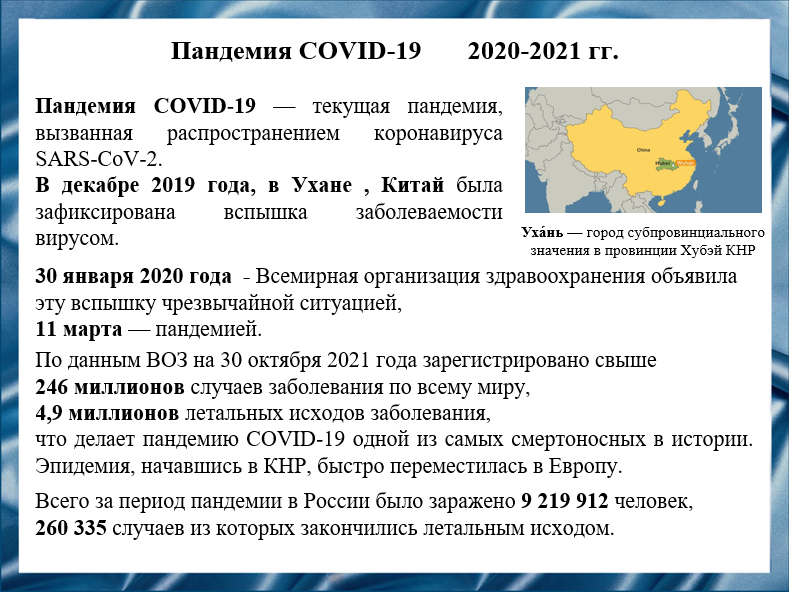 Пандемия COVID-19 2020-2021 гг.
Пандемия COVID-19 — текущая пандемия,
вызванная распространением коронавируса
SARS-CoV-2.
В декабре 2019 года, в Ухане , Китай была
зафиксирована вспышка заболеваемости
вирусом.
China
Hubei Wuhan
Уха́нь — город субпровинциального
значения в провинции Хубэй КНР
30 января 2020 года - Всемирная организация здравоохранения объявила
эту вспышку чрезвычайной ситуацией,
11 марта — пандемией.
По данным ВОЗ на 30 октября 2021 года зарегистрировано свыше
246 миллионов случаев заболевания по всему миру,
4,9 миллионов летальных исходов заболевания,
что делает пандемию COVID-19 одной из самых смертоносных в истории.
Эпидемия, начавшись в КНР, быстро переместилась в Европу.
Всего за период пандемии в России было заражено 9 219 912 человек,
260 335 случаев из которых закончились летальным исходом.